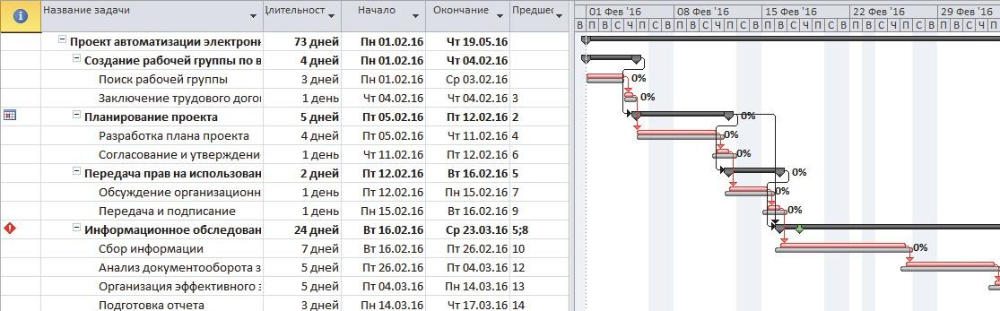 Название задачи Длительност Начало Окончание Предшес 01 Фев '16 08 Фев '16 15 Фев '16 22 Фев '16 29 Фев '16
В П В С Ч П С В П В С Ч П С В П В С Ч П С В П В С Ч П С В П В С Ч П
Проект автоматизации электронн 73 дней Пн 01.02.16 Чт 19.05.16
Создание рабочей группы по в 4 дней Пн 01.02.16 Чт 04.02.16
Поиск рабочей группы 3 дней Пн 01.02.16 Ср 03.02.16 0%
Заключение трудового дого 1 день Чт 04.02.16 Чт 04.02.16 3 0%
Планирование проекта 5 дней Пт 05.02.16 Пт 12.02.16 2 0%
Разработка плана проекта 4 дней Пт 05.02.16 Чт 11.02.16 4 0%
Согласование и утверждени 1 день Чт 11.02.16 Пт 12.02.16 6 0%
Передача прав на использован 2 дней Пт 12.02.16 Вт 16.02.16 5 0%
Обсуждение организационн 1 день Пт 12.02.16 Пн 15.02.16 7 0%
Передача и подписание 1 день Пн 15.02.16 Вт 16.02.16 9 0%
Информационное обследован 24 дней Вт 16.02.16 Ср 23.03.16 5;8
Сбор информации 7 дней Вт 16.02.16 Пт 26.02.16 10 0%
Анализ документооборота з 5 дней Пт 26.02.16 Пт 04.03.16 12
Организация эффективного з 5 дней Пт 04.03.16 Пн 14.03.16 13
Подготовка отчета 3 дней Пн 14.03.16 Чт 17.03.16 14